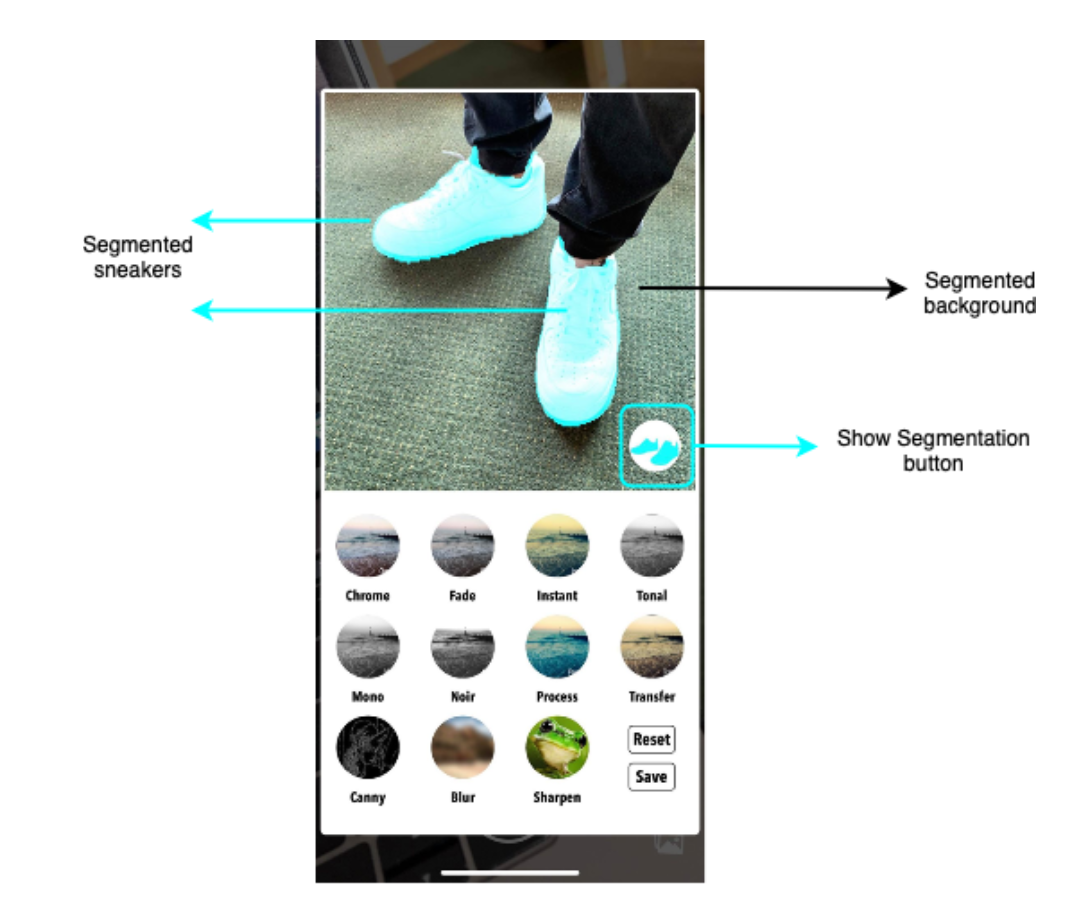 Segmented
sneakers
Segmented
background
Show Segmentation
button
Chrome
Fade
Instant
Tonal
Mono
Noir
Process
Transfer
Canny
Blur
Sharpen
Reset
Save